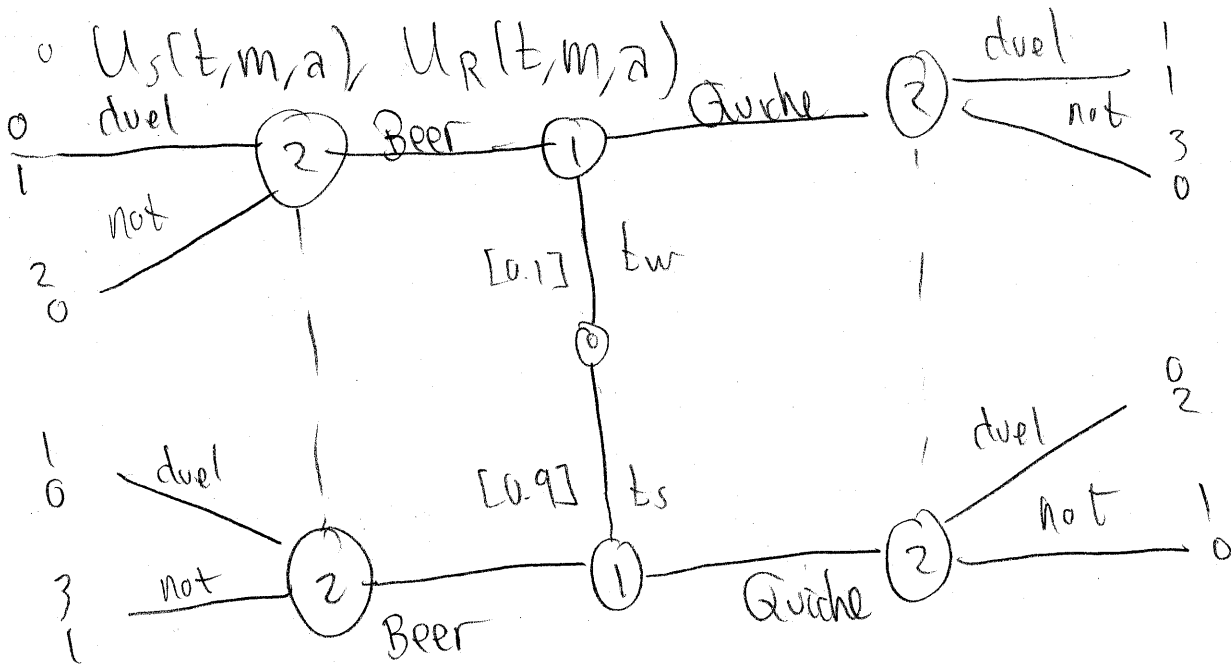 ° U_S(t,m,a), U_R(t,m,a)
0 duel 2 Beer 1 Quiche 2 duel 1
1 1
not
not 3
0
2
0
[0.1] tw
0
0
2
1 duel
0
[0.9] ts
duel
not 1
0
3 not 2 Beer 1 Quiche 2
1